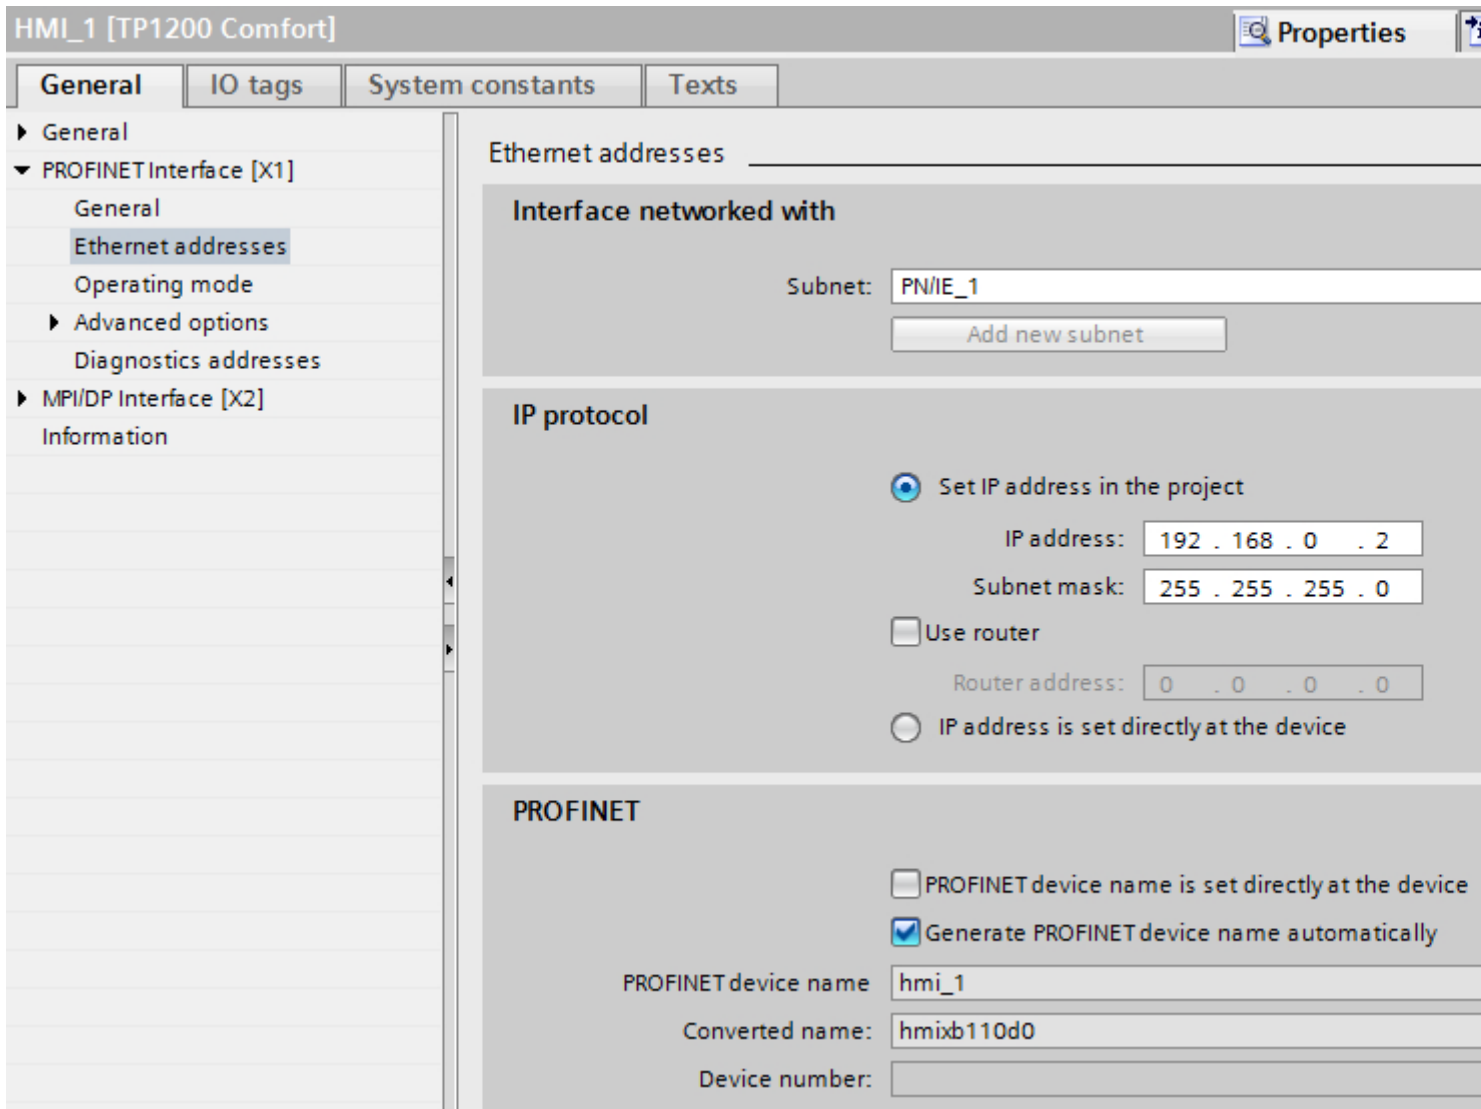 HMI_1 [TP1200 Comfort]
Properties
General
IO tags
System constants
Texts
General
PROFINET Interface [X1]
General
Ethernet addresses
Operating mode
Advanced options
Diagnostics addresses
MPI/DP Interface [X2]
Information
Ethernet addresses
Interface networked with
Subnet: PN/IE_1
Add new subnet
IP protocol
Set IP address in the project
IP address: 192 . 168 . 0 . 2
Subnet mask: 255 . 255 . 255 . 0
Use router
Router address: 0 . 0 . 0 . 0
IP address is set directly at the device
PROFINET
PROFINET device name is set directly at the device
Generate PROFINET device name automatically
PROFINET device name hmi_1
Converted name: hmixb110d0
Device number: